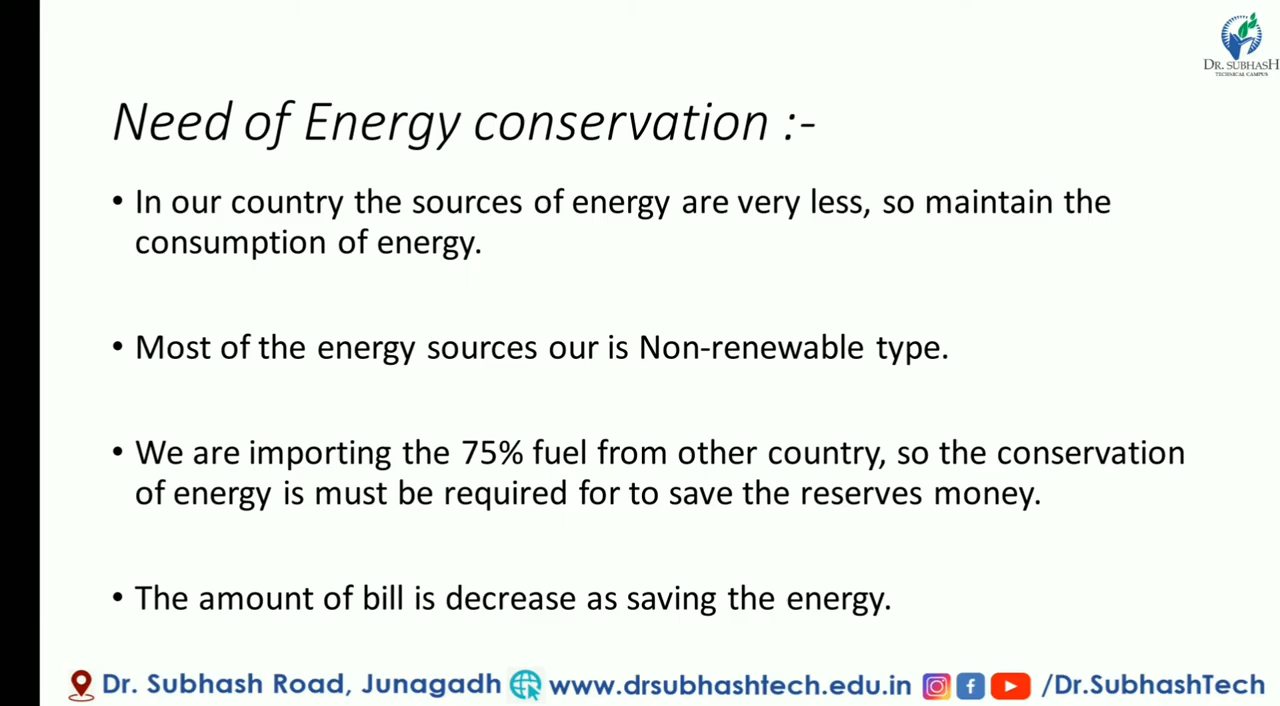 DR. SUBHASH
TECHNICAL CAMPUS
Need of Energy conservation :-
• In our country the sources of energy are very less, so maintain the
consumption of energy.
• Most of the energy sources our is Non-renewable type.
• We are importing the 75% fuel from other country, so the conservation
of energy is must be required for to save the reserves money.
• The amount of bill is decrease as saving the energy.
Dr. Subhash Road, Junagadh www.drsubhashtech.edu.in /Dr.SubhashTech